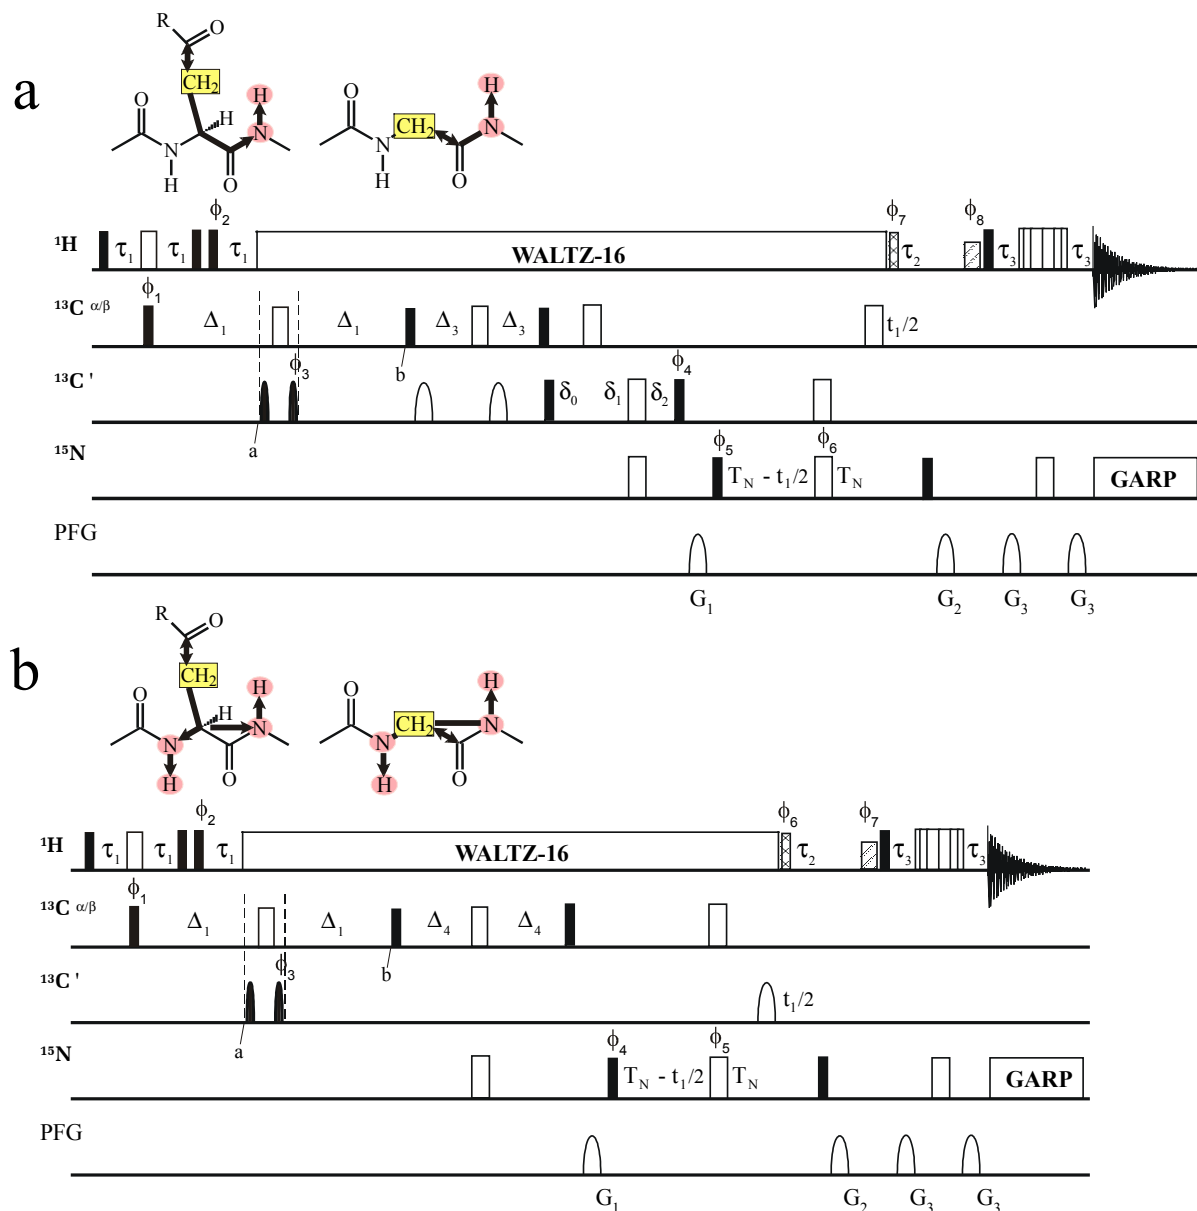 a
R O
CH2
O H H
N N
H O
H
O CH2 N
N
H O
ϕ2 ϕ7 ϕ8
¹H τ1 τ1 τ1 WALTZ-16 τ2 τ3 τ3
ϕ1
¹³C α/β Δ1 Δ1 Δ3 Δ3 t1/2
b
¹³C ' ϕ3 δ0 δ1 δ2 ϕ4
a
¹⁵N ϕ5 TN - t1/2 ϕ6 TN GARP
PFG
G1 G2 G3 G3
b
R O
CH2
O H H
N N
H O
H
O CH2 N
N
H O
ϕ2 ϕ6 ϕ7
¹H τ1 τ1 τ1 WALTZ-16 τ2 τ3 τ3
ϕ1
¹³C α/β Δ1 Δ1 Δ4 Δ4
b
¹³C ' ϕ3 t1/2
a
¹⁵N ϕ4 TN - t1/2 ϕ5 TN GARP
PFG
G1 G2 G3 G3